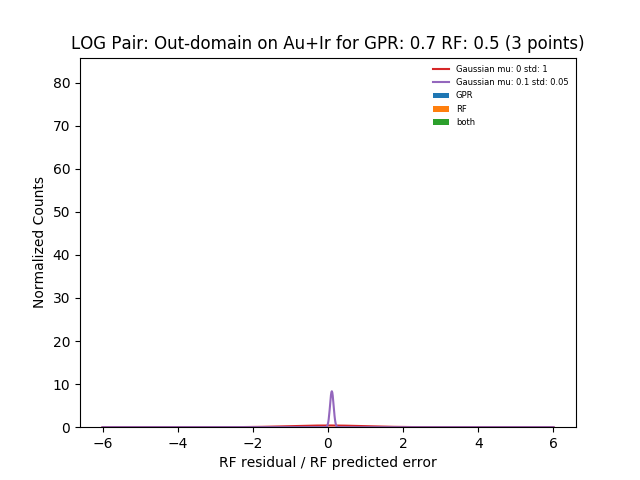 LOG Pair: Out-domain on Au+Ir for GPR: 0.7 RF: 0.5 (3 points)
Gaussian mu: 0 std: 1
Gaussian mu: 0.1 std: 0.05
GPR
RF
both
Normalized Counts
80
70
60
50
40
30
20
10
0
−6
−4
−2
0
2
4
6
RF residual / RF predicted error